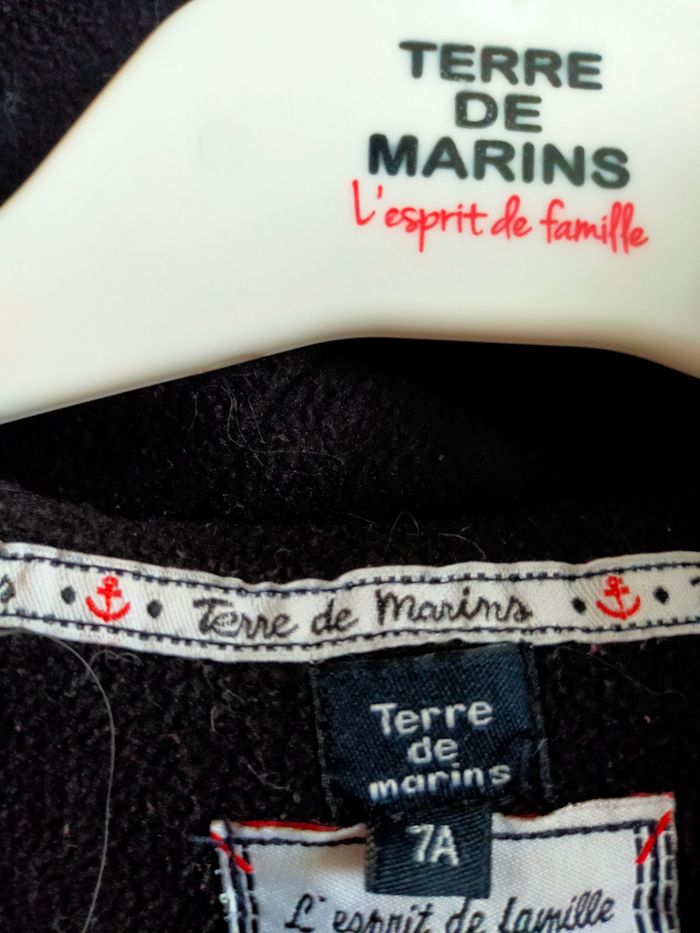 TERRE
DE
MARINS
L'esprit de famille
Terre de Marins
Terre
de
marins
7A
L'esprit de famille